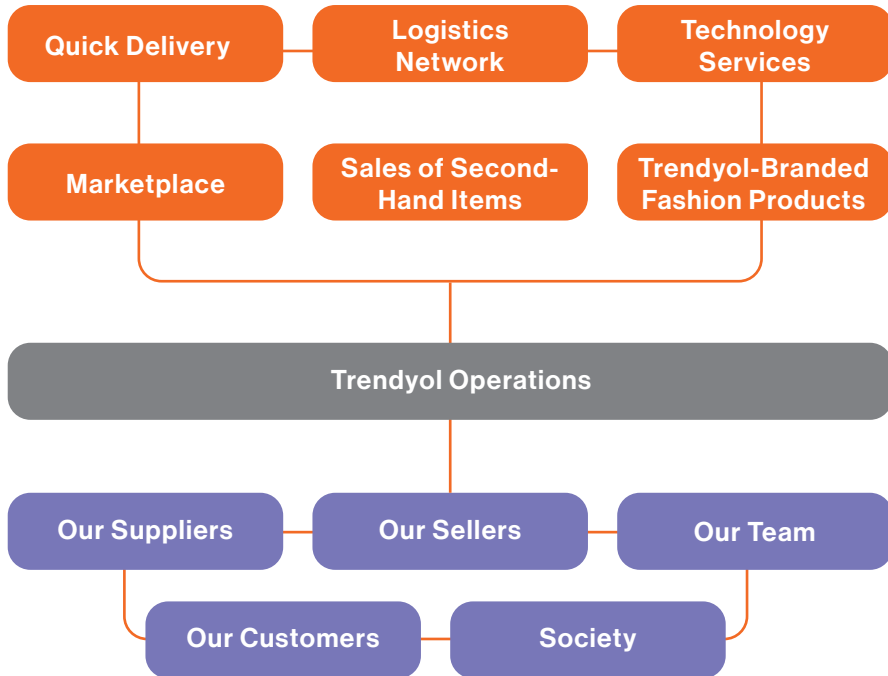 Quick Delivery
Logistics
Network
Technology
Services
Marketplace
Sales of Second-
Hand Items
Trendyol-Branded
Fashion Products
Trendyol Operations
Our Suppliers
Our Sellers
Our Team
Our Customers
Society